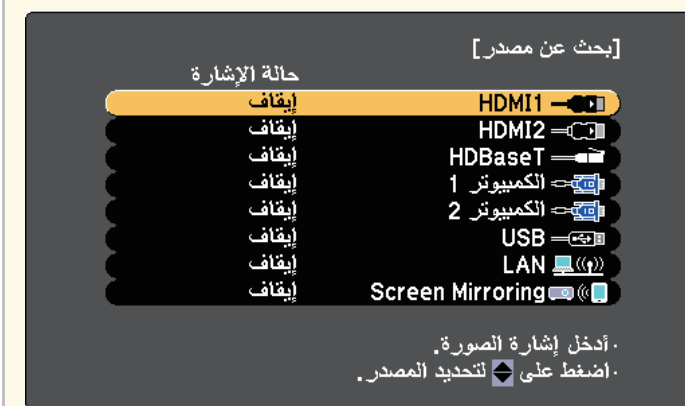 [بحث عن مصدر]
حالة الإشارة
HDMI1 إيقاف
HDMI2 إيقاف
HDBaseT إيقاف
الكمبيوتر 1 إيقاف
الكمبيوتر 2 إيقاف
USB إيقاف
LAN إيقاف
Screen Mirroring إيقاف
·أدخل إشارة الصورة.
·اضغط على لتحديد المصدر.